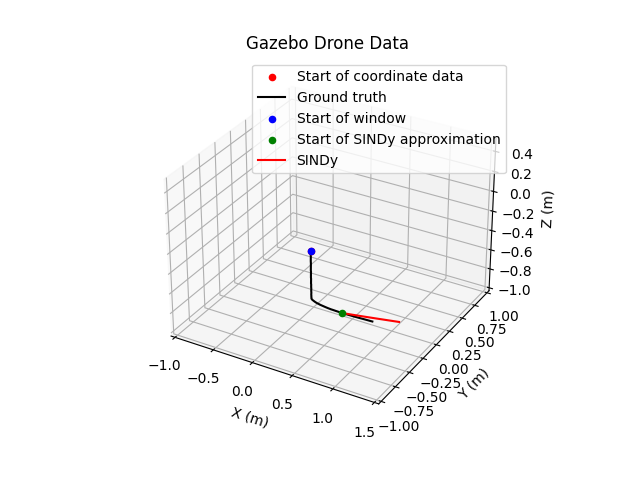 Gazebo Drone Data
Start of coordinate data
Ground truth
Start of window
Start of SINDy approximation
SINDy
0.4
0.2
0.0
−0.2
−0.4
−0.6
−0.8
−1.0
Z (m)
1.00
0.75
0.50
0.25
0.00
−0.25
−0.50
−0.75
−1.00
Y (m)
−1.0
−0.5
0.0
0.5
1.0
1.5
X (m)